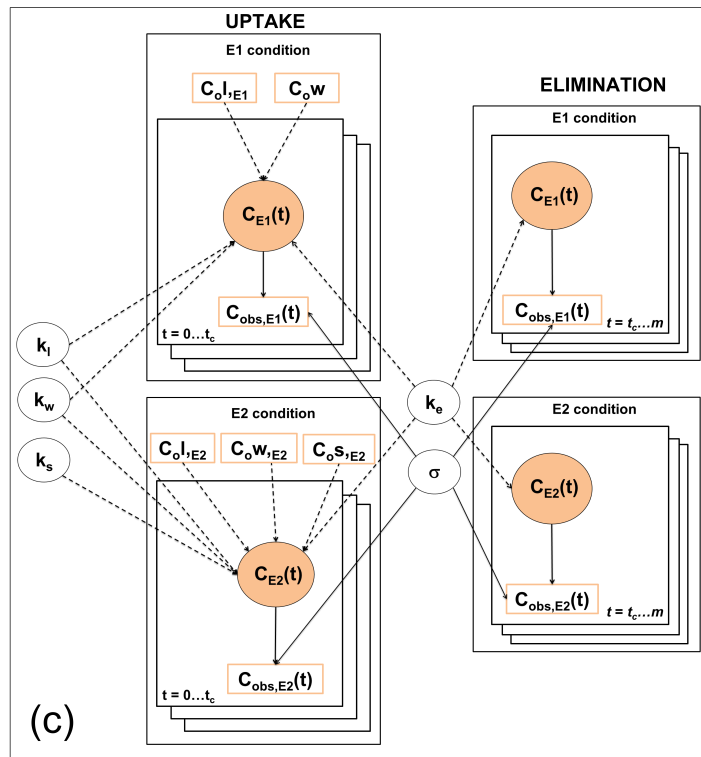 UPTAKE
E1 condition
C₀l,E1
C₀w
C_E1(t)
C_obs,E1(t)
t = 0…t_c
ELIMINATION
E1 condition
C_E1(t)
C_obs,E1(t)
t = t_c…m
k_l
k_w
k_s
k_e
σ
E2 condition
C₀l,E2
C₀w,E2
C₀s,E2
C_E2(t)
C_obs,E2(t)
t = 0…t_c
E2 condition
C_E2(t)
C_obs,E2(t)
t = t_c…m
(c)